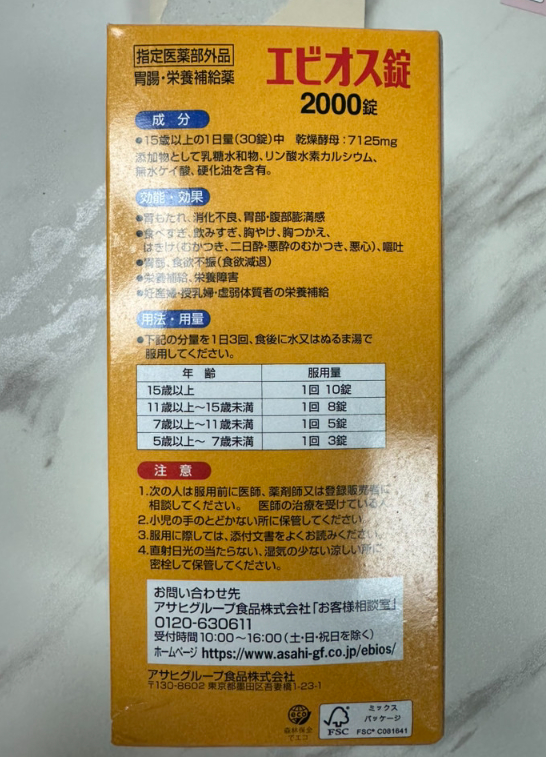 指定医薬部外品
胃腸・栄養補給薬
エビオス錠
2000錠
成分
●15歳以上の1日量(30錠)中 乾燥酵母:7125mg
添加物として乳糖水和物、リン酸水素カルシウム、
無水ケイ酸、硬化油を含有。
効能・効果
●胃もたれ、消化不良、胃部・腹部膨満感
●食べすぎ、飲みすぎ、胸やけ、胸つかえ、
はきけ(むかつき、二日酔・悪酔のむかつき、悪心)、嘔吐
●胃弱、食欲不振(食欲減退)
●栄養補給、栄養障害
●妊産婦・授乳婦・虚弱体質者の栄養補給
用法・用量
●下記の分量を1日3回、食後に水又はぬるま湯で
服用してください。
年齢 服用量
15歳以上 1回 10錠
11歳以上〜15歳未満 1回 8錠
7歳以上〜11歳未満 1回 5錠
5歳以上〜 7歳未満 1回 3錠
注意
1.次の人は服用前に医師、薬剤師又は登録販売者に
相談してください。 医師の治療を受けている人
2.小児の手のとどかない所に保管してください
3.服用に際しては、添付文書をよくお読みくださ
4.直射日光の当たらない、湿気の少ない涼しい所に
密栓して保管してください。
お問い合わせ先
アサヒグループ食品株式会社「お客様相談室」
0120-630611
受付時間10:00〜16:00(土・日・祝日を除く)
ホームページ https://www.asahi-gf.co.jp/ebios/
アサヒグループ食品株式会社
〒130-8602 東京都墨田区吾妻橋1-23-1
eco
森林保全
でエコ
FSC
ミックス
パッケージ
FSC® C081641